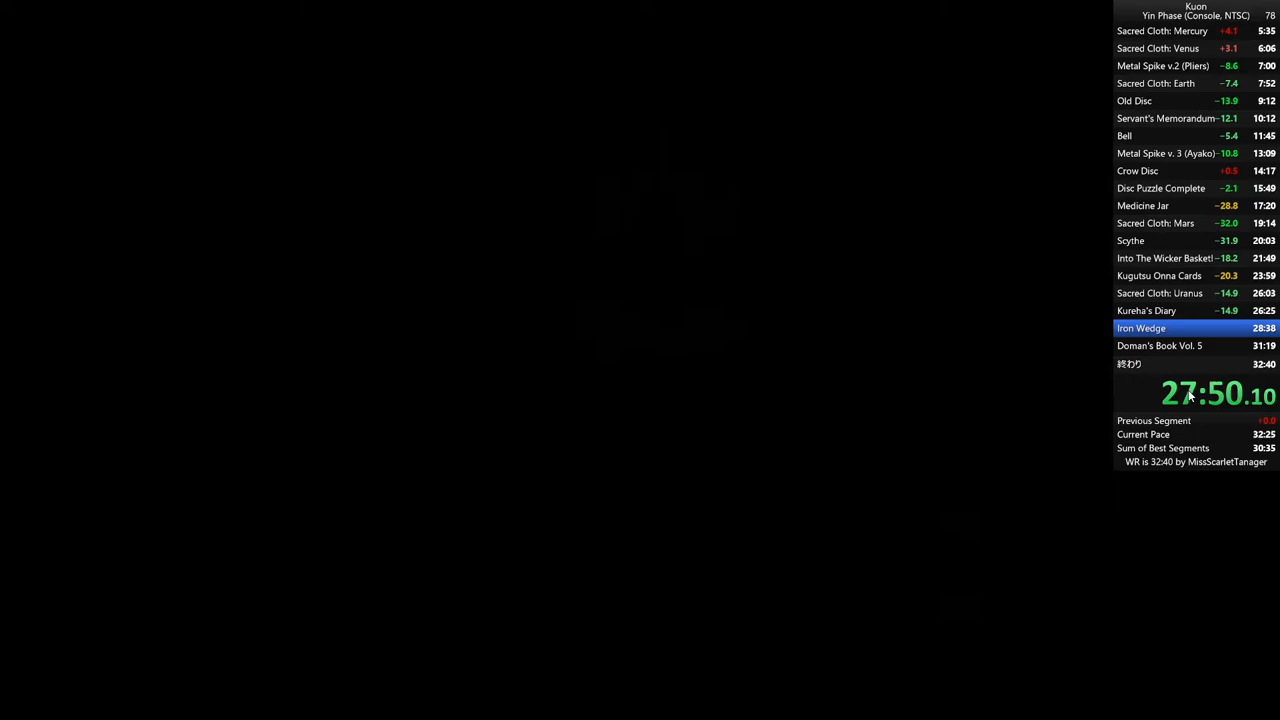 Kuon
Yin Phase (Console, NTSC) 78
Sacred Cloth: Mercury +4.1 5:35
Sacred Cloth: Venus +3.1 6:06
Metal Spike v.2 (Pliers) −8.6 7:00
Sacred Cloth: Earth −7.4 7:52
Old Disc −13.9 9:12
Servant's Memorandum −12.1 10:12
Bell −5.4 11:45
Metal Spike v. 3 (Ayako) −10.8 13:09
Crow Disc +0.5 14:17
Disc Puzzle Complete −2.1 15:49
Medicine Jar −28.8 17:20
Sacred Cloth: Mars −32.0 19:14
Scythe −31.9 20:03
Into The Wicker Basket! −18.2 21:49
Kugutsu Onna Cards −20.3 23:59
Sacred Cloth: Uranus −14.9 26:03
Kureha's Diary −14.9 26:25
Iron Wedge 28:38
Doman's Book Vol. 5 31:19
終わり 32:40
27:50.10
Previous Segment +0.0
Current Pace 32:25
Sum of Best Segments 30:35
WR is 32:40 by MissScarletTanager